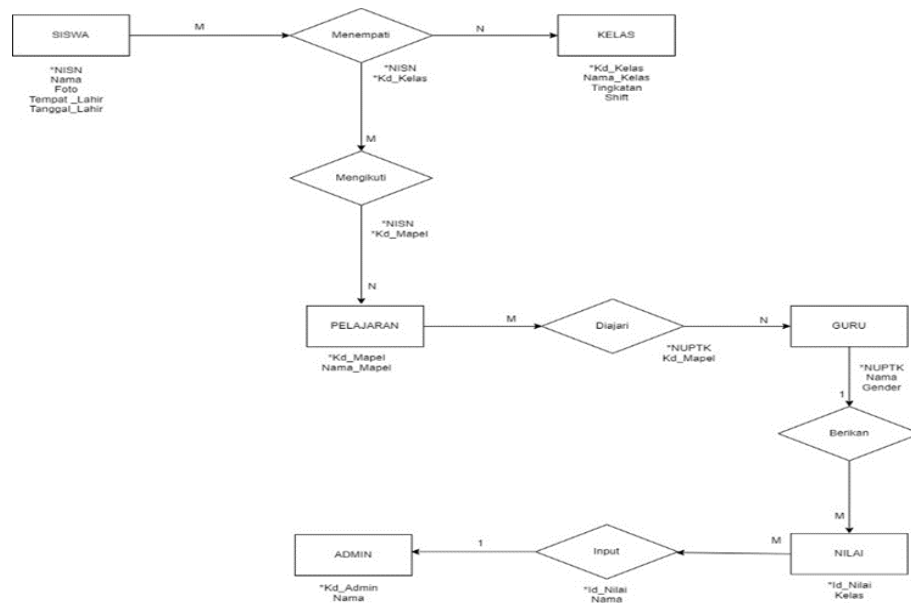 SISWA
M
Menempati
N
KELAS
*NISN
Nama
Foto
Tempat _Lahir
Tanggal_Lahir
*NISN
*Kd_Kelas
*Kd_Kelas
Nama_Kelas
Tingkatan
Shift
M
Mengikuti
*NISN
*Kd_Mapel
N
PELAJARAN
M
Diajari
N
GURU
*Kd_Mapel
Nama_Mapel
*NUPTK
Kd_Mapel
*NUPTK
Nama
Gender
1
Berikan
M
ADMIN
1
Input
M
NILAI
*Kd_Admin
Nama
*Id_Nilai
Nama
*Id_Nilai
Kelas